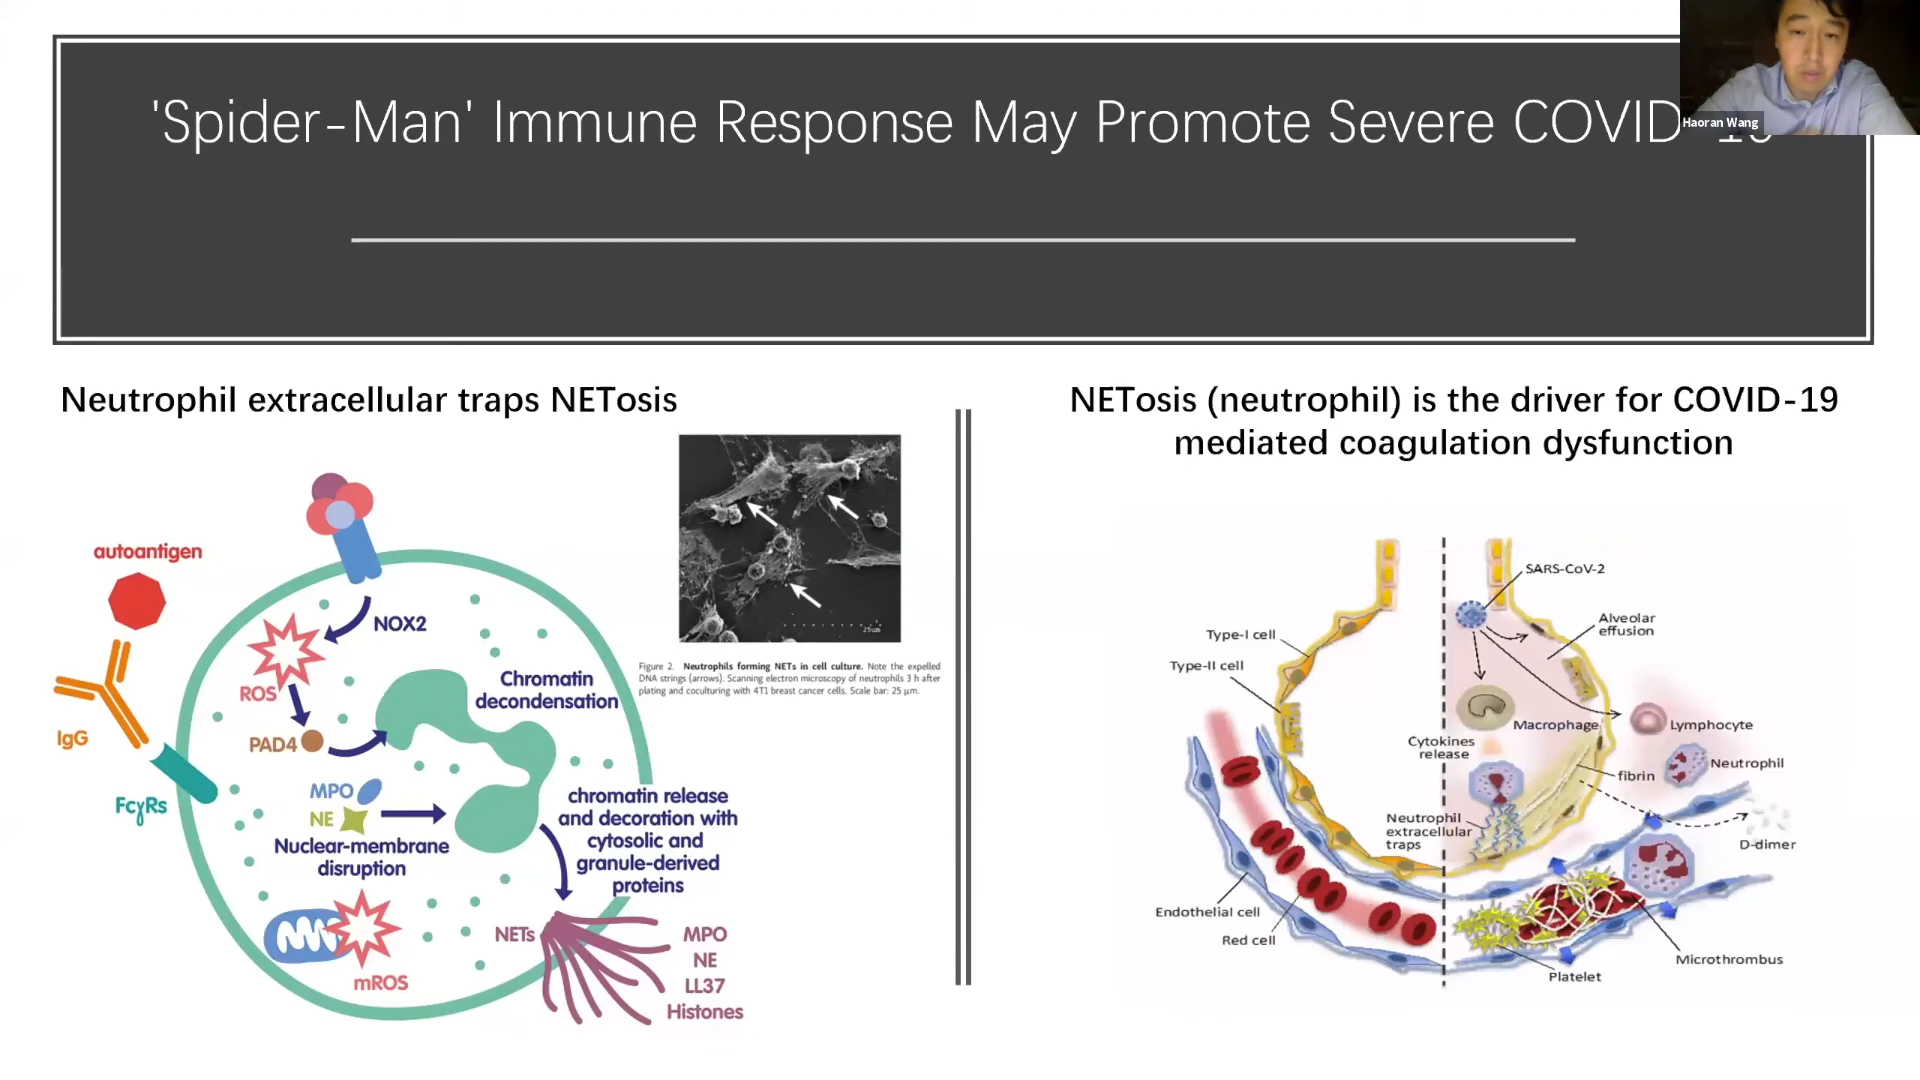 'Spider-Man' Immune Response May Promote Severe COVID-19
Haoran Wang
Neutrophil extracellular traps NETosis
autoantigen
IgG
FcγRs
NOX2
ROS
PAD4
Chromatin
decondensation
MPO
NE
Nuclear-membrane
disruption
mROS
chromatin release
and decoration with
cytosolic and
granule-derived
proteins
NETs
MPO
NE
LL37
Histones
25um
Figure 2. Neutrophils forming NETs in cell culture. Note the expelled
DNA strings (arrows). Scanning electron microscopy of neutrophils 3 h after
plating and coculturing with 4T1 breast cancer cells. Scale bar: 25 µm.
NETosis (neutrophil) is the driver for COVID-19
mediated coagulation dysfunction
SARS-CoV-2
Alveolar
effusion
Type-I cell
Type-II cell
Macrophage
Lymphocyte
Cytokines
release
Neutrophil
fibrin
Neutrophil
extracellular
traps
D-dimer
Endothelial cell
Red cell
Microthrombus
Platelet